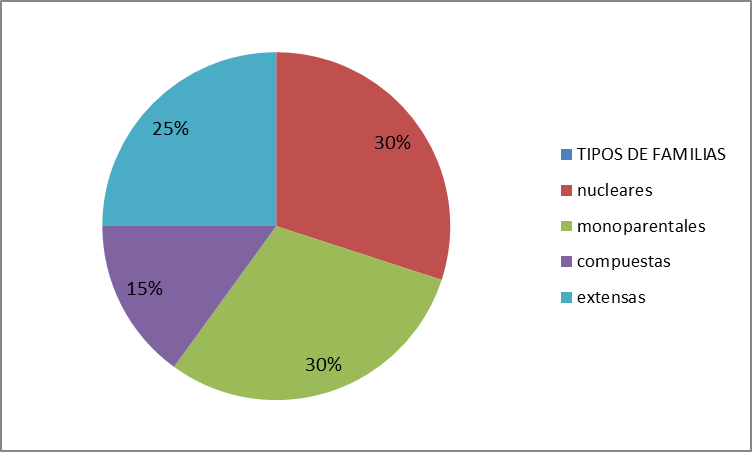 25%
30%
15%
30%
TIPOS DE FAMILIAS
nucleares
monoparentales
compuestas
extensas